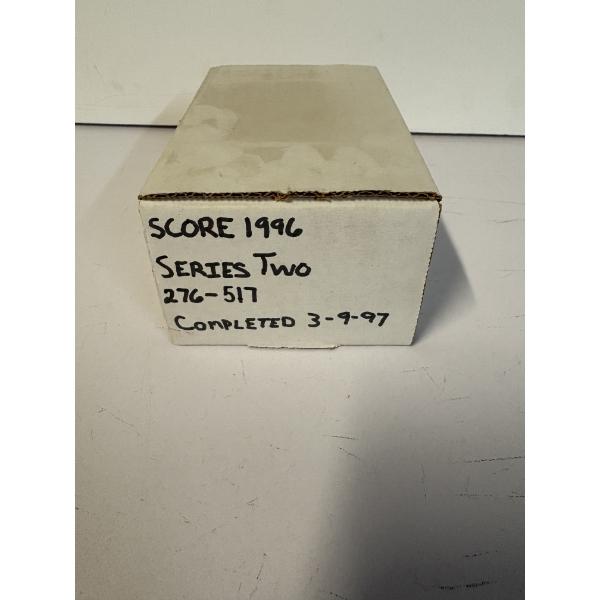 SCORE 1996
SERIES TWO
276-517
COMPLETED 3-9-97